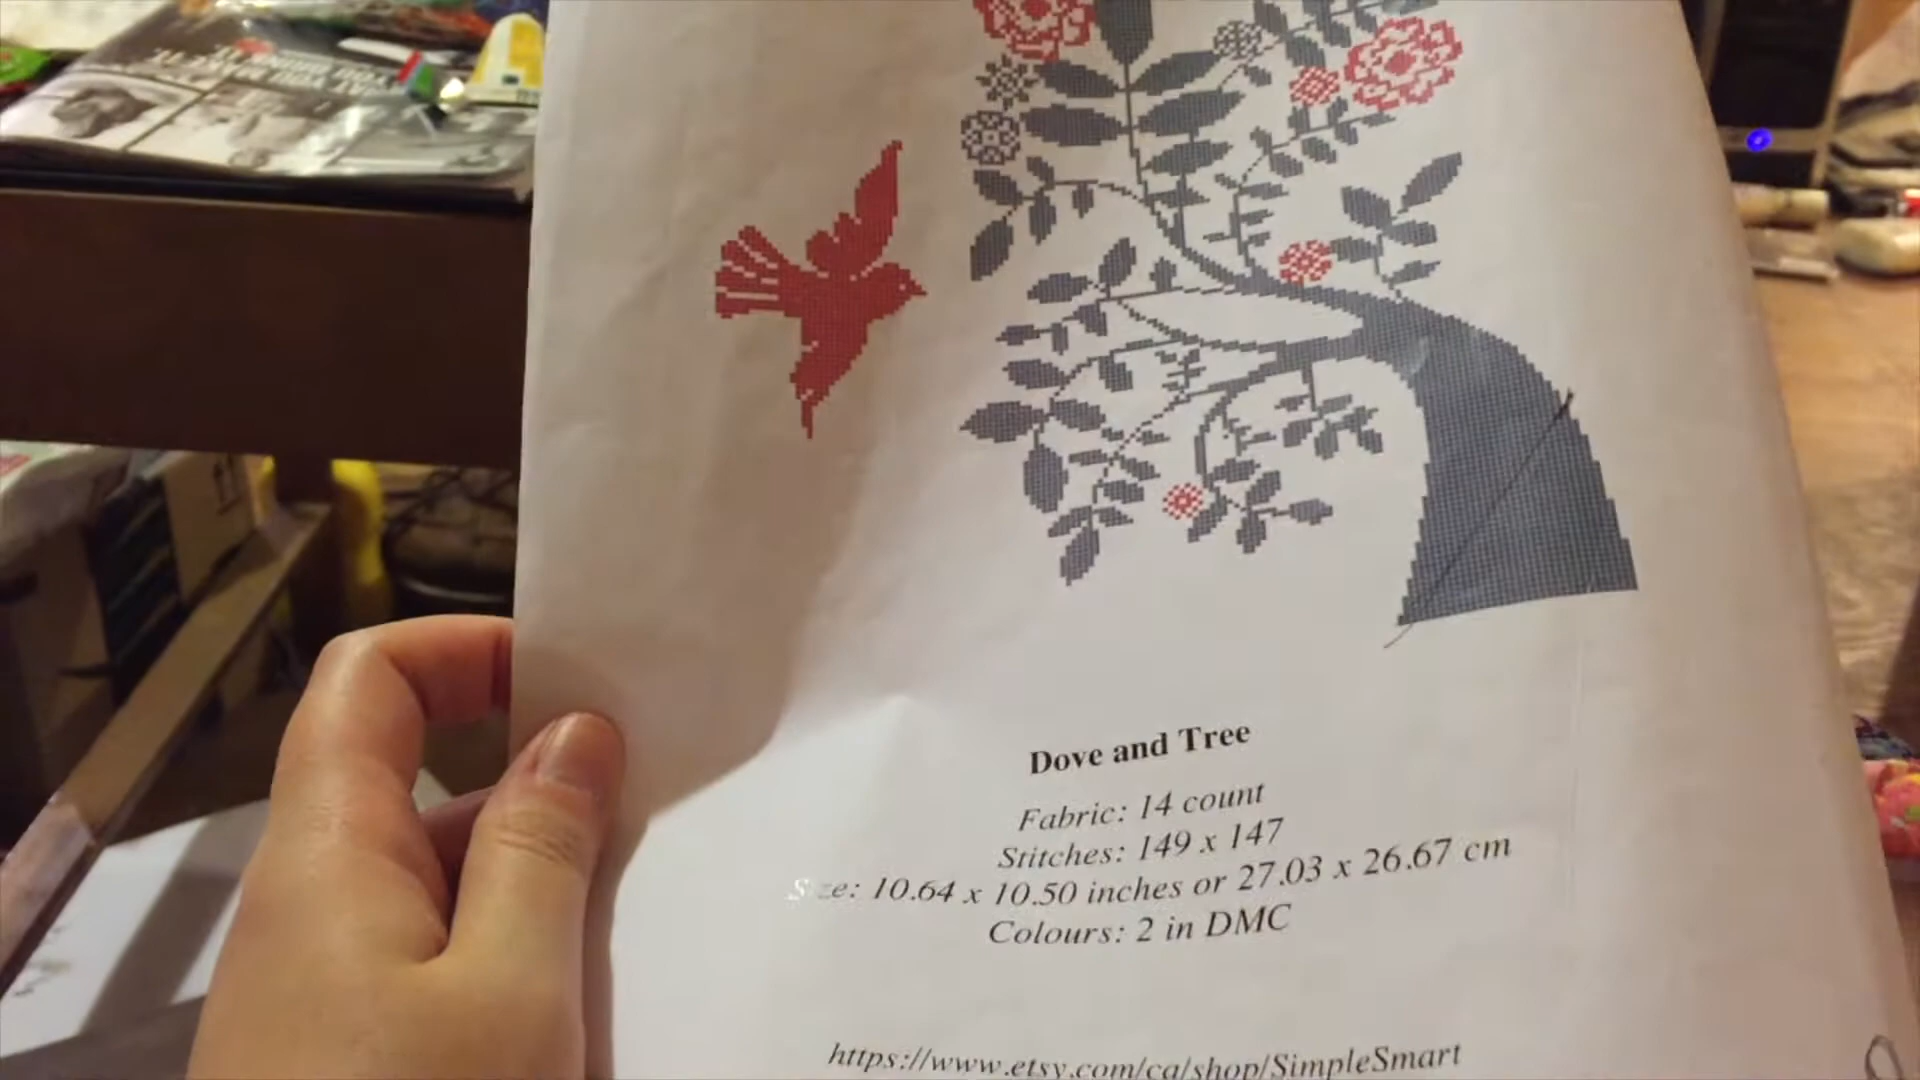 Dove and Tree
Fabric: 14 count
Stitches: 149 x 147
Size: 10.64 x 10.50 inches or 27.03 x 26.67 cm
Colours: 2 in DMC
https://www.etsy.com/ca/shop/SimpleSmart